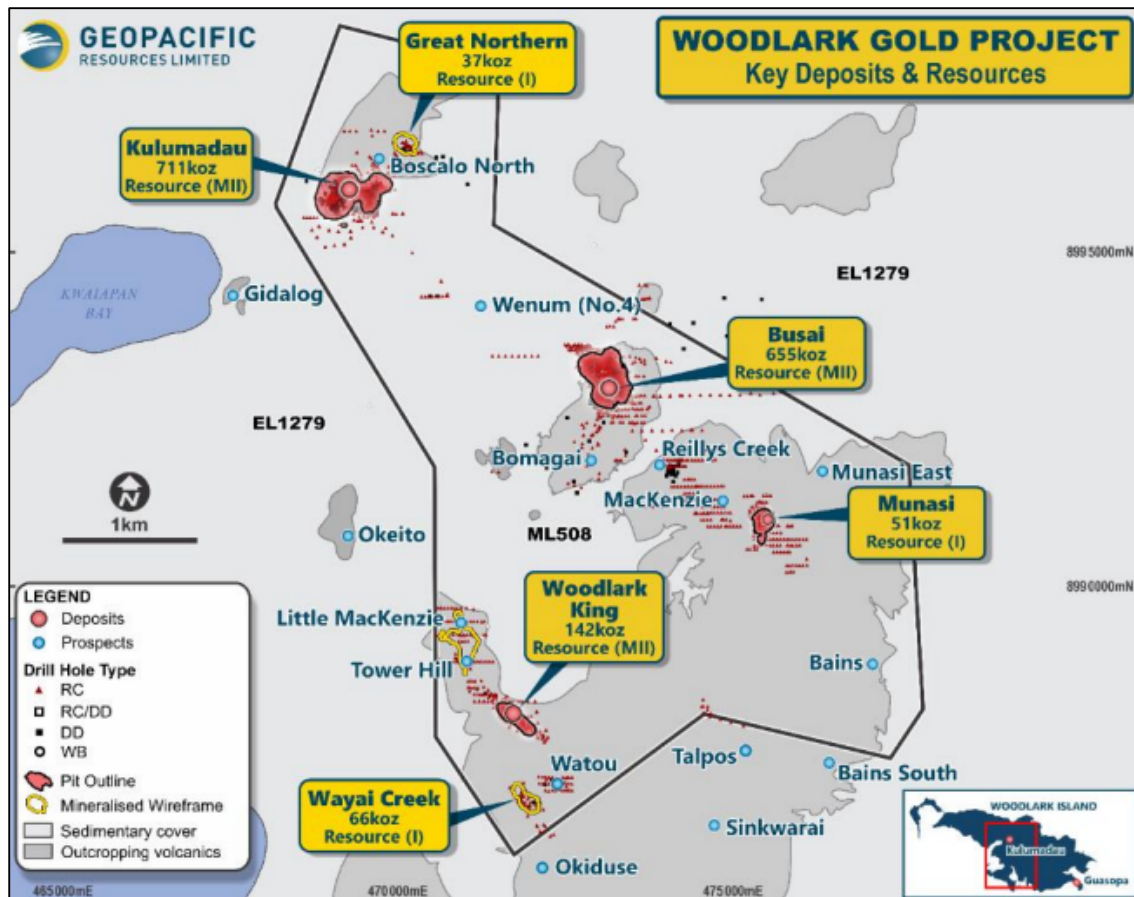 GEOPACIFIC
RESOURCES LIMITED
WOODLARK GOLD PROJECT
Key Deposits & Resources
Great Northern
37koz
Resource (I)
Kulumadau
711koz
Resource (MII)
Boscalo North
8995000mN
EL1279
KWAIAPAN
BAY
Gidalog
Wenum (No.4)
Busai
655koz
Resource (MII)
EL1279
Bomagai
Reillys Creek
Munasi East
MacKenzie
Munasi
51koz
Resource (I)
N
1km
Okeito
ML508
8990000mN
LEGEND
Deposits
Prospects
Drill Hole Type
RC
RC/DD
DD
WB
Pit Outline
Mineralised Wireframe
Sedimentary cover
Outcropping volcanics
Little MacKenzie
Tower Hill
Woodlark
King
142koz
Resource (MII)
Bains
Watou
Talpos
Bains South
Wayai Creek
66koz
Resource (I)
Sinkwarai
Okiduse
WOODLARK ISLAND
Kulumadau
Guasopa
465000mE
470000mE
475000mE